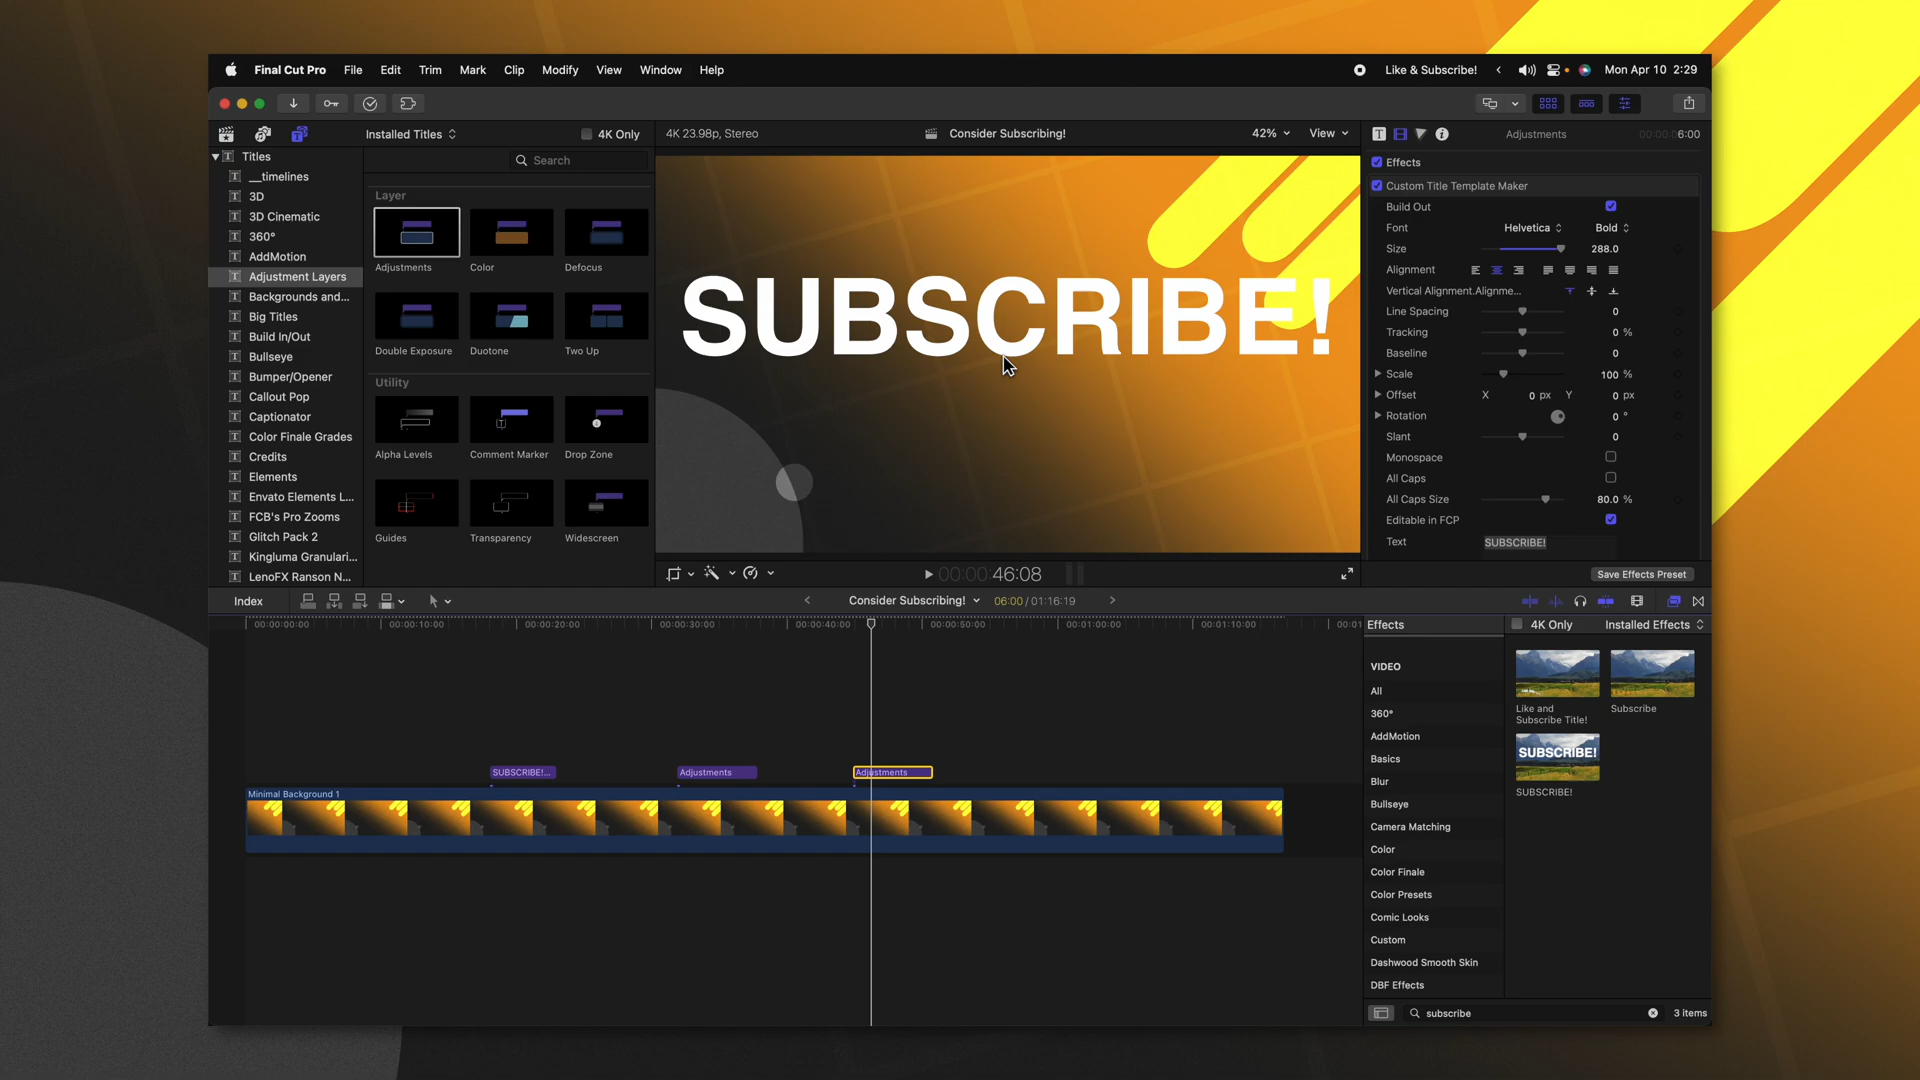 Final Cut Pro File Edit Trim Mark Clip Modify View Window Help
Like & Subscribe! Mon Apr 10 2:29
Installed Titles 4K Only
4K 23.98p, Stereo
Consider Subscribing!
42% View
Adjustments 00:00:06:00
Titles
__timelines
3D
3D Cinematic
360°
AddMotion
Adjustment Layers
Backgrounds and...
Big Titles
Build In/Out
Bullseye
Bumper/Opener
Callout Pop
Captionator
Color Finale Grades
Credits
Elements
Envato Elements L...
FCB's Pro Zooms
Glitch Pack 2
Kingluma Granulari...
LenoFX Ranson N...
Search
Layer
Adjustments Color Defocus
Double Exposure Duotone Two Up
Utility
Alpha Levels Comment Marker Drop Zone
Guides Transparency Widescreen
SUBSCRIBE!
00:00:46:08
Effects
Custom Title Template Maker
Build Out
Font Helvetica Bold
Size 288.0
Alignment
Vertical Alignment.Alignme...
Line Spacing 0
Tracking 0 %
Baseline 0
Scale 100 %
Offset X 0 px Y 0 px
Rotation 0 °
Slant 0
Monospace
All Caps
All Caps Size 80.0 %
Editable in FCP
Text SUBSCRIBE!
Save Effects Preset
Index
Consider Subscribing! 06:00 / 01:16:19
00:00:00:00 00:00:10:00 00:00:20:00 00:00:30:00 00:00:40:00 00:00:50:00 00:01:00:00 00:01:10:00 00:01
SUBSCRIBE!... Adjustments Adjustments
Minimal Background 1
Effects 4K Only Installed Effects
VIDEO
All
360°
AddMotion
Basics
Blur
Bullseye
Camera Matching
Color
Color Finale
Color Presets
Comic Looks
Custom
Dashwood Smooth Skin
DBF Effects
Like and
Subscribe Title!
Subscribe
SUBSCRIBE!
SUBSCRIBE!
subscribe 3 items